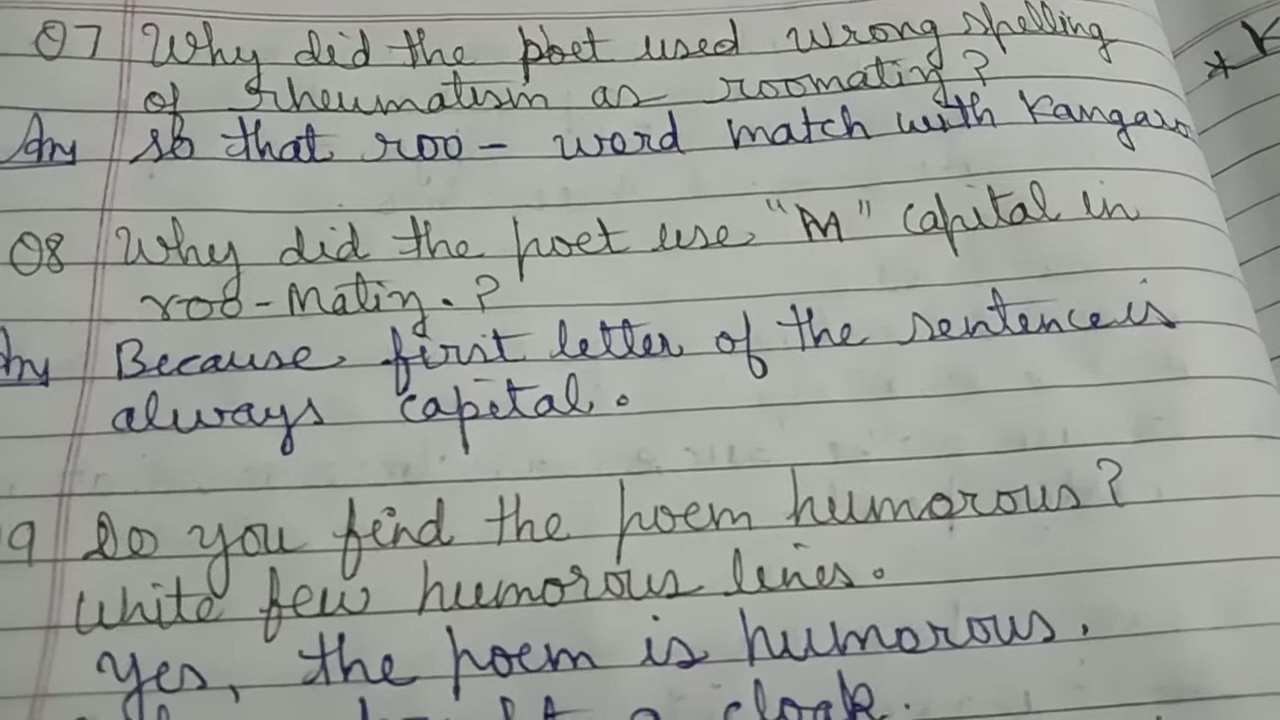 Q7 Why did the poet used wrong spelling
of rheumatism as roomatiz?
Ans so that roo- word match with Kangaroo
Q8 Why did the poet use "M" capital in
roo-Matiz.?
Ans Because first letter of the sentence is
always capital.
9 Do you find the poem humorous?
write few humorous lines.
Yes, the poem is humorous.
a cloak.
* K